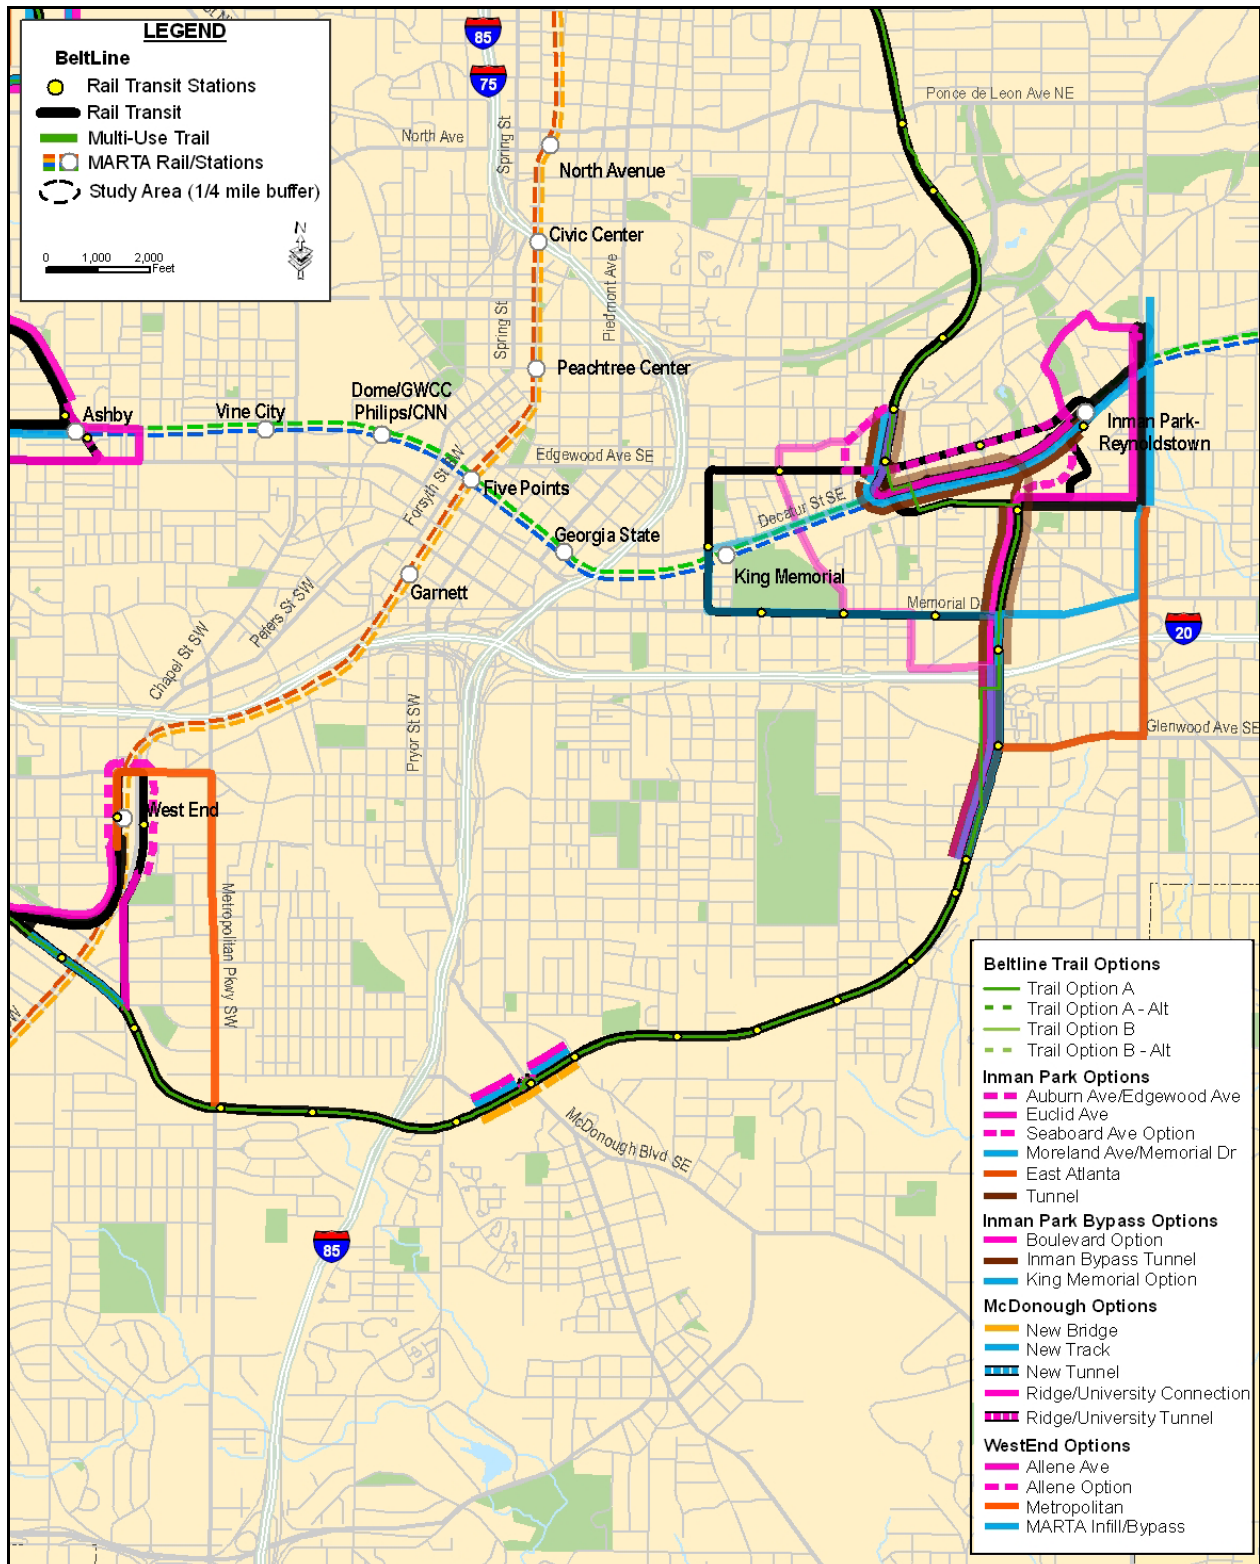 LEGEND
BeltLine
Rail Transit Stations
Rail Transit
Multi-Use Trail
MARTA Rail/Stations
Study Area (1/4 mile buffer)
N
0 1,000 2,000
Feet
85
75
Ponce de Leon Ave NE
North Ave
Spring St
North Avenue
Civic Center
Piedmont Ave
Spring St
Peachtree Center
Dome/GWCC
Philips/CNN
Vine City
Ashby
Inman Park-
Reynoldstown
Edgewood Ave SE
Forsyth St SW
Five Points
Decatur St SE
Georgia State
King Memorial
Garnett
Memorial D
Peters St SW
Chapel St SW
20
Pryor St SW
Glenwood Ave SE
West End
Metropolitan Pkwy SW
SW
McDonough Blvd SE
85
Beltline Trail Options
Trail Option A
Trail Option A - Alt
Trail Option B
Trail Option B - Alt
Inman Park Options
Auburn Ave/Edgewood Ave
Euclid Ave
Seaboard Ave Option
Moreland Ave/Memorial Dr
East Atlanta
Tunnel
Inman Park Bypass Options
Boulevard Option
Inman Bypass Tunnel
King Memorial Option
McDonough Options
New Bridge
New Track
New Tunnel
Ridge/University Connection
Ridge/University Tunnel
WestEnd Options
Allene Ave
Allene Option
Metropolitan
MARTA Infill/Bypass